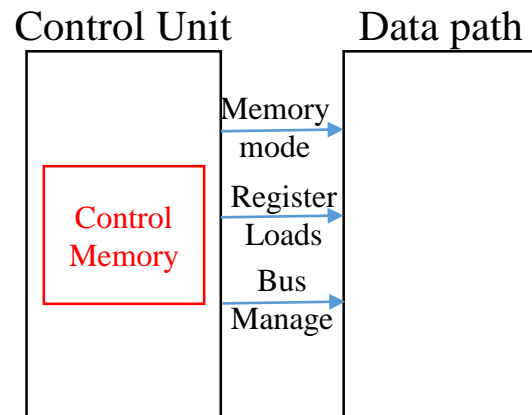 Control Unit
Data path
Memory
mode
Control
Memory
Register
Loads
Bus
Manage